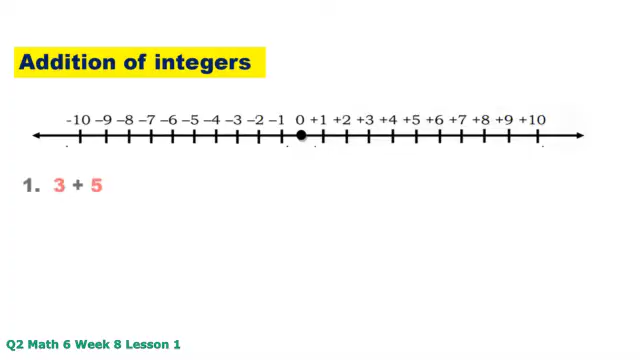 Addition of integers
-10 -9 -8 -7 -6 -5 -4 -3 -2 -1 0 +1 +2 +3 +4 +5 +6 +7 +8 +9 +10
1. 3 + 5
Q2 Math 6 Week 8 Lesson 1